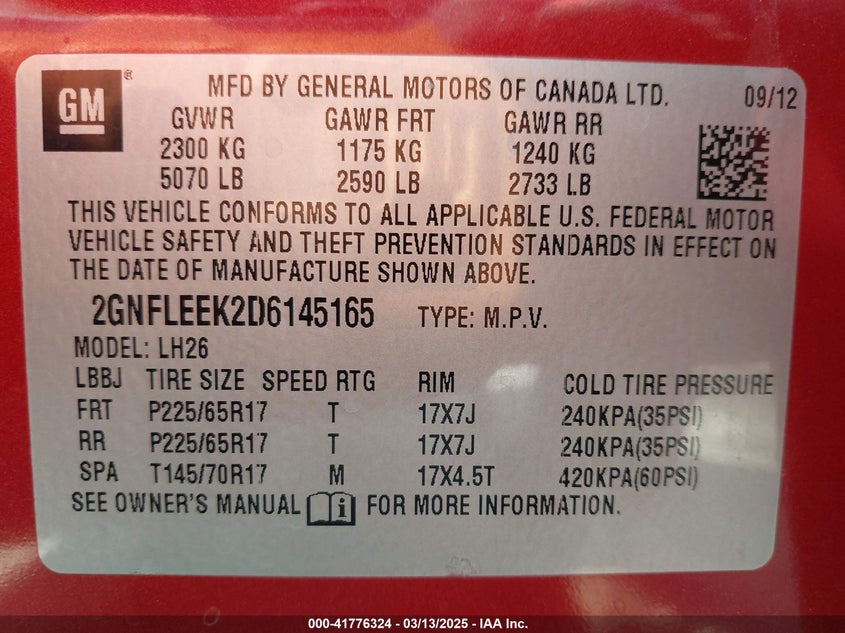 GM ® MFD BY GENERAL MOTORS OF CANADA LTD. 09/12
GVWR GAWR FRT GAWR RR
2300 KG 1175 KG 1240 KG
5070 LB 2590 LB 2733 LB
THIS VEHICLE CONFORMS TO ALL APPLICABLE U.S. FEDERAL MOTOR
VEHICLE SAFETY AND THEFT PREVENTION STANDARDS IN EFFECT ON
THE DATE OF MANUFACTURE SHOWN ABOVE.
2GNFLEEK2D6145165 TYPE: M.P.V.
MODEL: LH26
LBBJ TIRE SIZE SPEED RTG RIM COLD TIRE PRESSURE
FRT P225/65R17 T 17X7J 240KPA(35PSI)
RR P225/65R17 T 17X7J 240KPA(35PSI)
SPA T145/70R17 M 17X4.5T 420KPA(60PSI)
SEE OWNER'S MANUAL i FOR MORE INFORMATION.
000-41776324 - 03/13/2025 - IAA Inc.